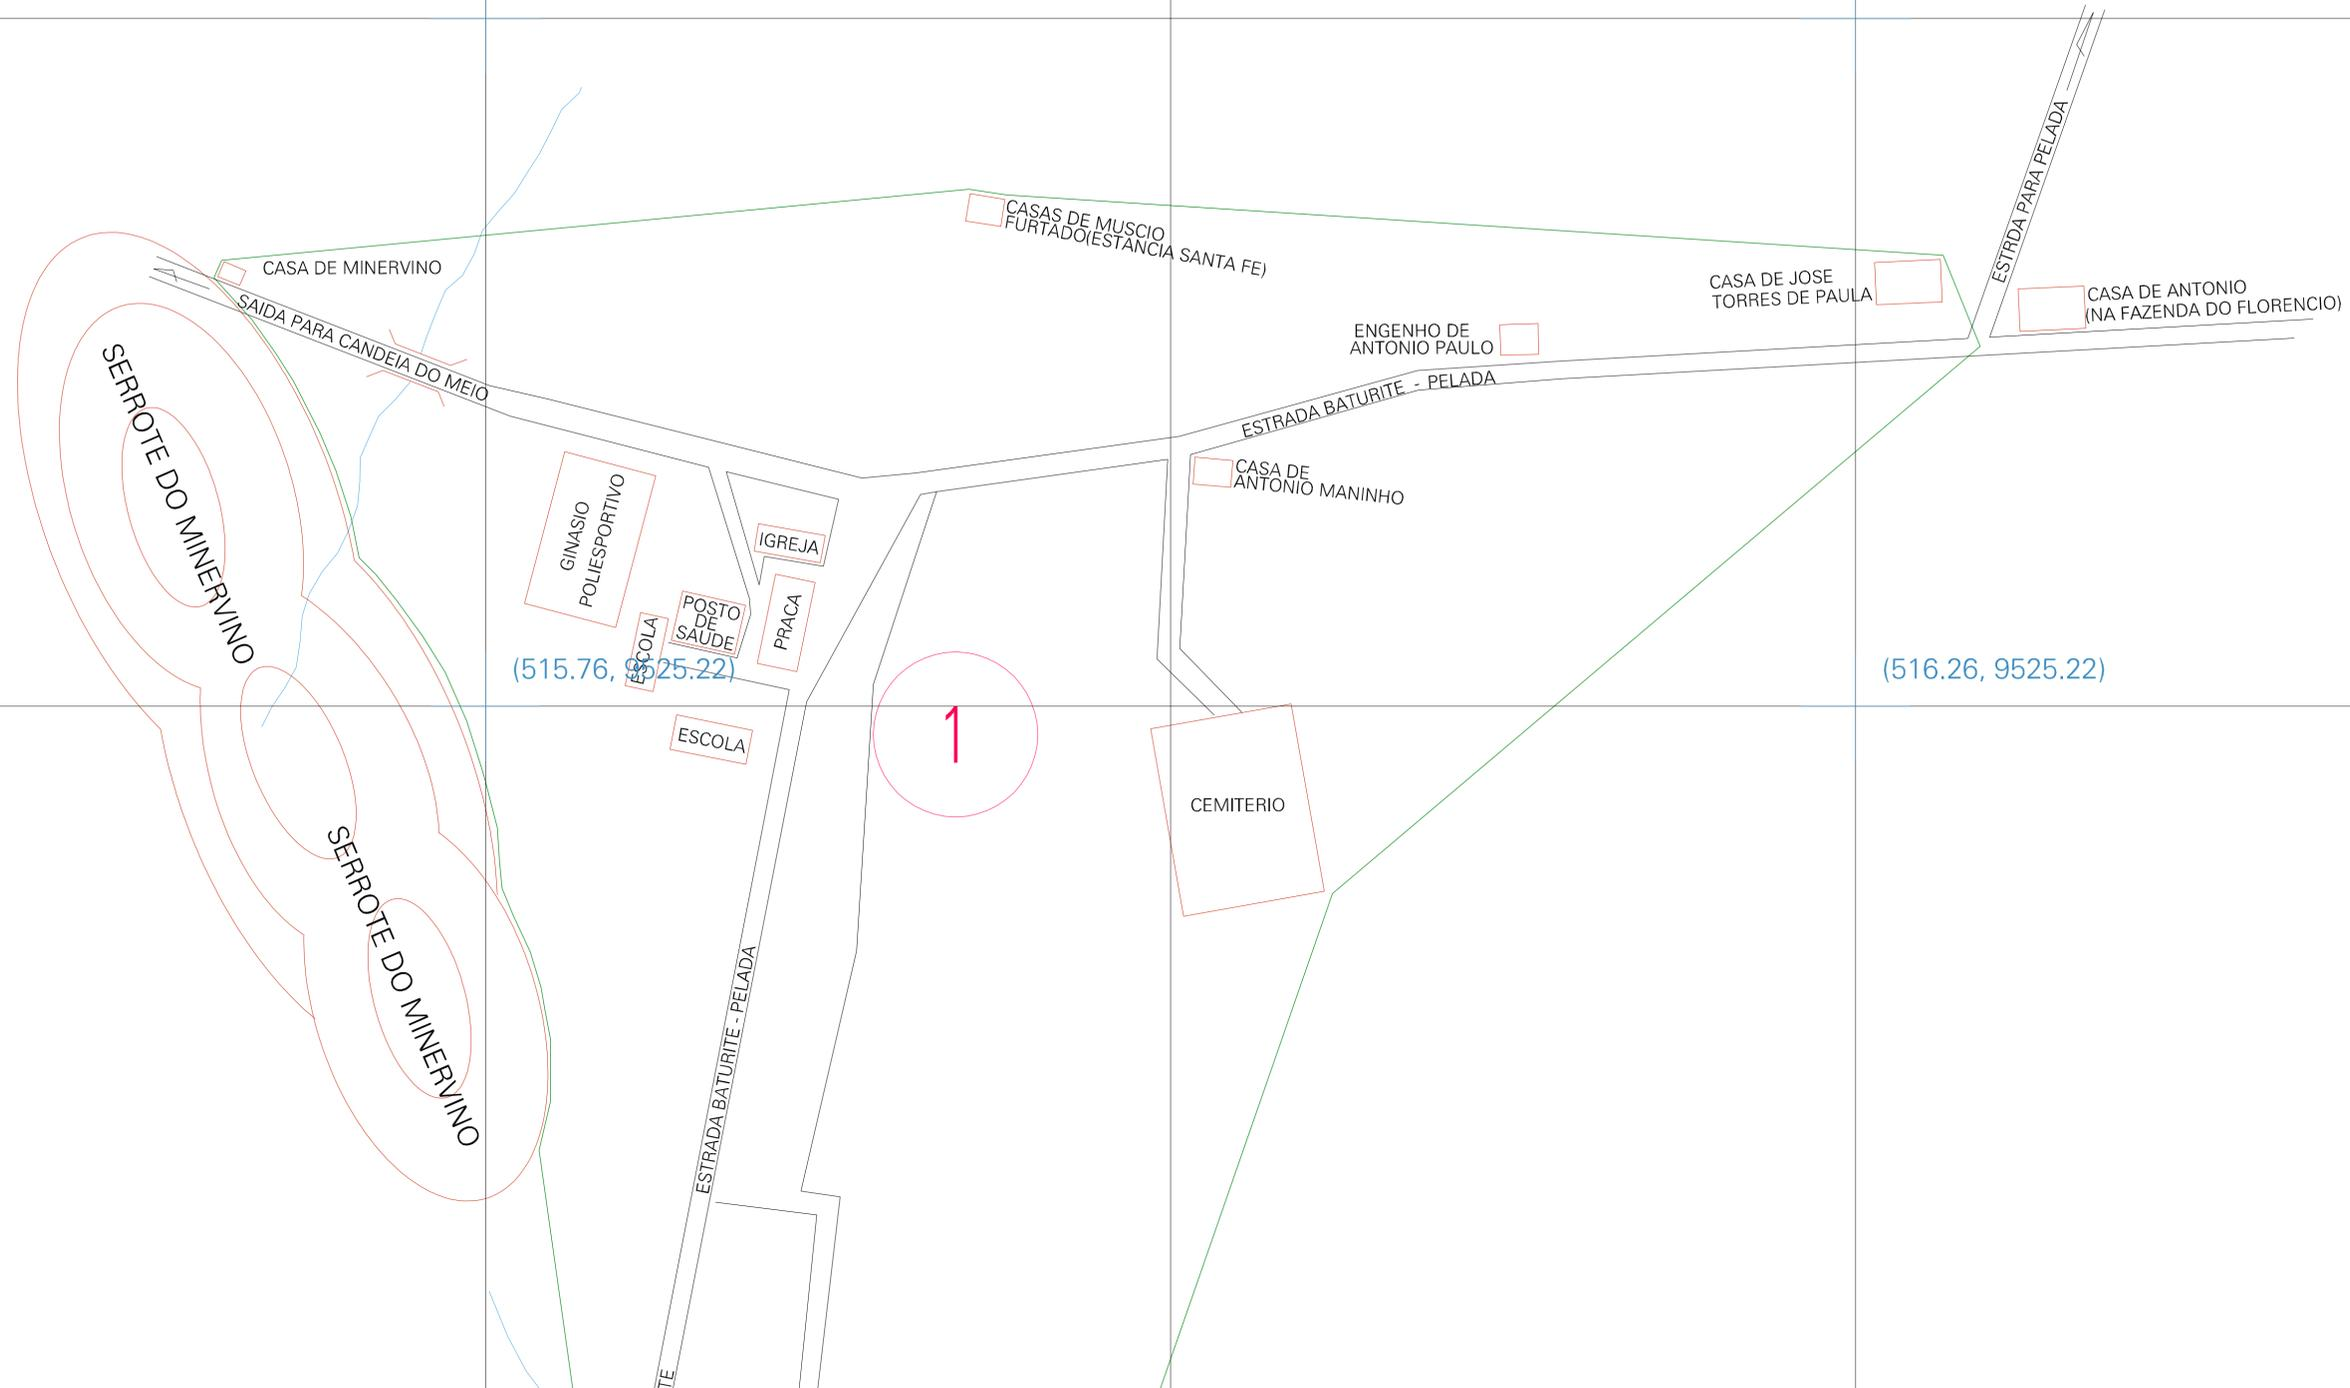 ESTRDA PARA PELADA
CASAS DE MUSCIO
FURTADO(ESTANCIA SANTA FE)
CASA DE MINERVINO
SAIDA PARA CANDEIA DO MEIO
CASA DE JOSE
TORRES DE PAULA
CASA DE ANTONIO
(NA FAZENDA DO FLORENCIO)
ENGENHO DE
ANTONIO PAULO
ESTRADA BATURITE - PELADA
SERROTE DO MINERVINO
CASA DE
ANTONIO MANINHO
GINASIO
POLIESPORTIVO
IGREJA
POSTO
DE
SAUDE
PRACA
ESCOLA
(515.76, 9525.22)
(516.26, 9525.22)
1
ESCOLA
CEMITERIO
SERROTE DO MINERVINO
ESTRADA BATURITE - PELADA
TE